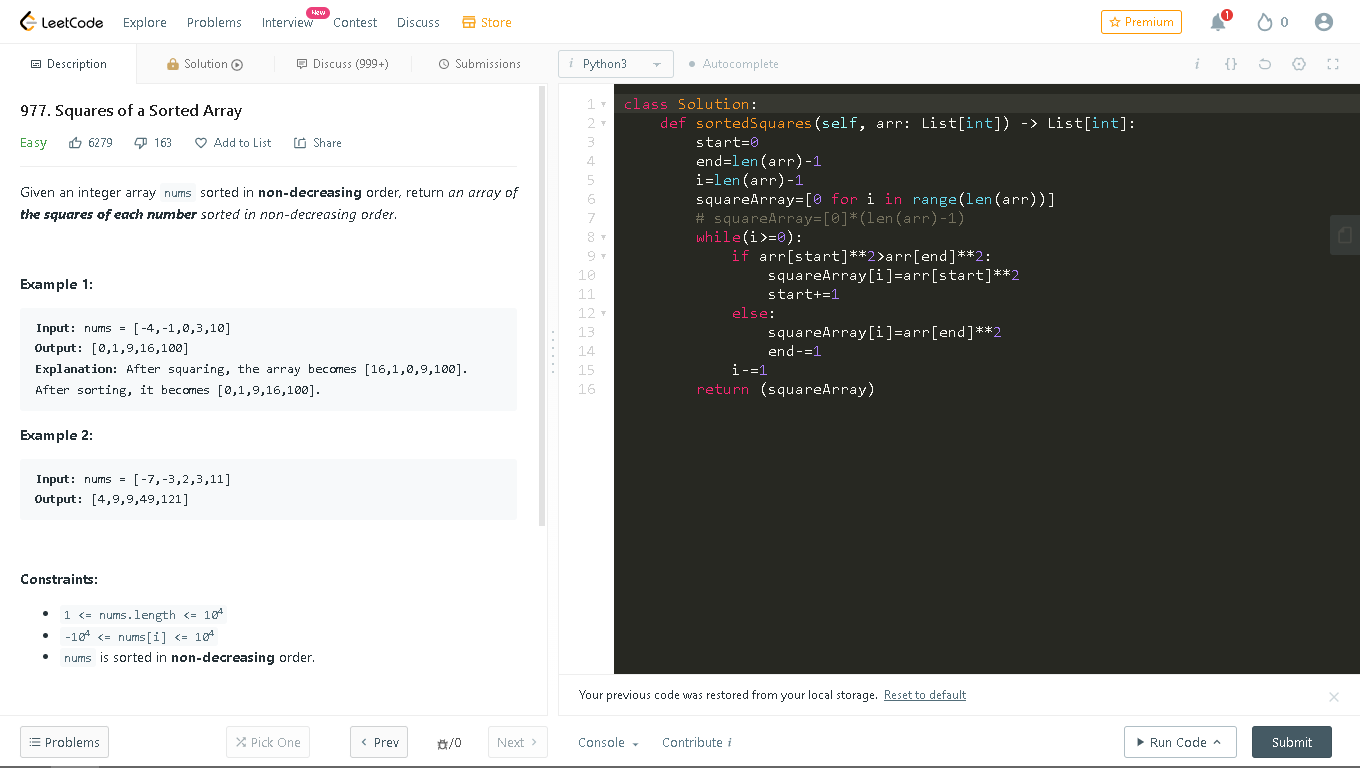 LeetCode Explore Problems Interview New Contest Discuss Store Premium 1 0
Description Solution Discuss (999+) Submissions
977. Squares of a Sorted Array
Easy 6279 163 Add to List Share
Given an integer array nums sorted in non-decreasing order, return an array of
the squares of each number sorted in non-decreasing order.
Example 1:
Input: nums = [-4,-1,0,3,10]
Output: [0,1,9,16,100]
Explanation: After squaring, the array becomes [16,1,0,9,100].
After sorting, it becomes [0,1,9,16,100].
Example 2:
Input: nums = [-7,-3,2,3,11]
Output: [4,9,9,49,121]
Constraints:
• 1 <= nums.length <= 10⁴
• -10⁴ <= nums[i] <= 10⁴
• nums is sorted in non-decreasing order.
Problems Pick One Prev /0 Next
i Python3 Autocomplete i {}
1 class Solution:
2     def sortedSquares(self, arr: List[int]) -> List[int]:
3         start=0
4         end=len(arr)-1
5         i=len(arr)-1
6         squareArray=[0 for i in range(len(arr))]
7         # squareArray=[0]*(len(arr)-1)
8         while(i>=0):
9             if arr[start]**2>arr[end]**2:
10                 squareArray[i]=arr[start]**2
11                 start+=1
12             else:
13                 squareArray[i]=arr[end]**2
14                 end-=1
15             i-=1
16         return (squareArray)
Your previous code was restored from your local storage. Reset to default
Console Contribute i Run Code Submit